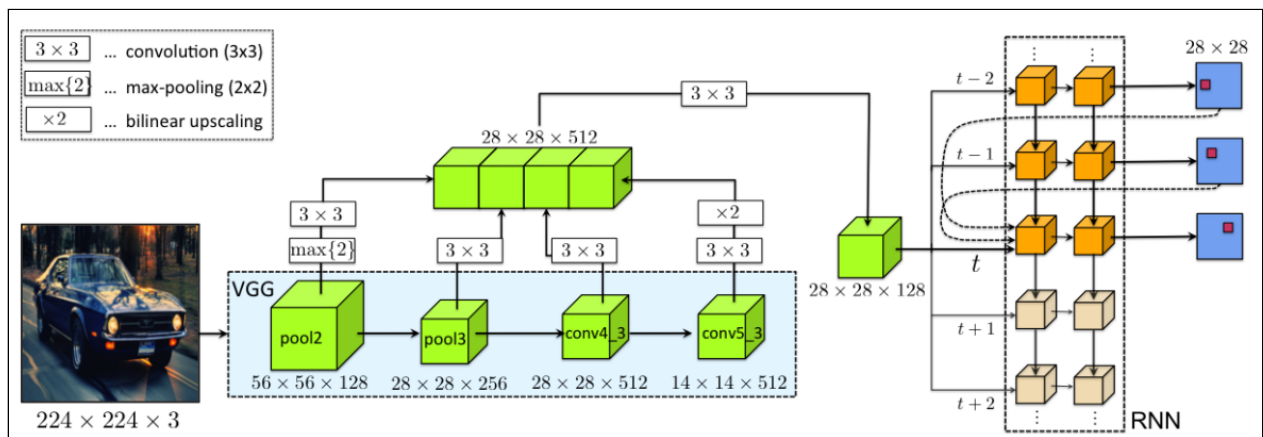 3 × 3 ... convolution (3x3)
max{2} ... max-pooling (2x2)
×2 ... bilinear upscaling
224 × 224 × 3
VGG
pool2
56 × 56 × 128
pool3
28 × 28 × 256
conv4_3
28 × 28 × 512
conv5_3
14 × 14 × 512
max{2}
3 × 3
3 × 3
3 × 3
3 × 3
×2
28 × 28 × 512
3 × 3
28 × 28 × 128
t − 2
t − 1
t
t + 1
t + 2
⋮ ⋮
⋮ ⋮
RNN
28 × 28